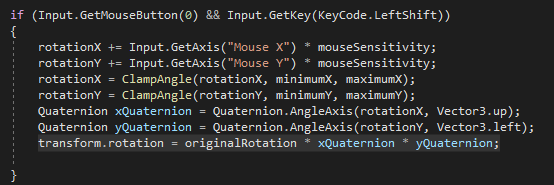 if (Input.GetMouseButton(0) && Input.GetKey(KeyCode.LeftShift))
{
rotationX += Input.GetAxis("Mouse X") * mouseSensitivity;
rotationY += Input.GetAxis("Mouse Y") * mouseSensitivity;
rotationX = ClampAngle(rotationX, minimumX, maximumX);
rotationY = ClampAngle(rotationY, minimumY, maximumY);
Quaternion xQuaternion = Quaternion.AngleAxis(rotationX, Vector3.up);
Quaternion yQuaternion = Quaternion.AngleAxis(rotationY, Vector3.left);
transform.rotation = originalRotation * xQuaternion * yQuaternion;
}